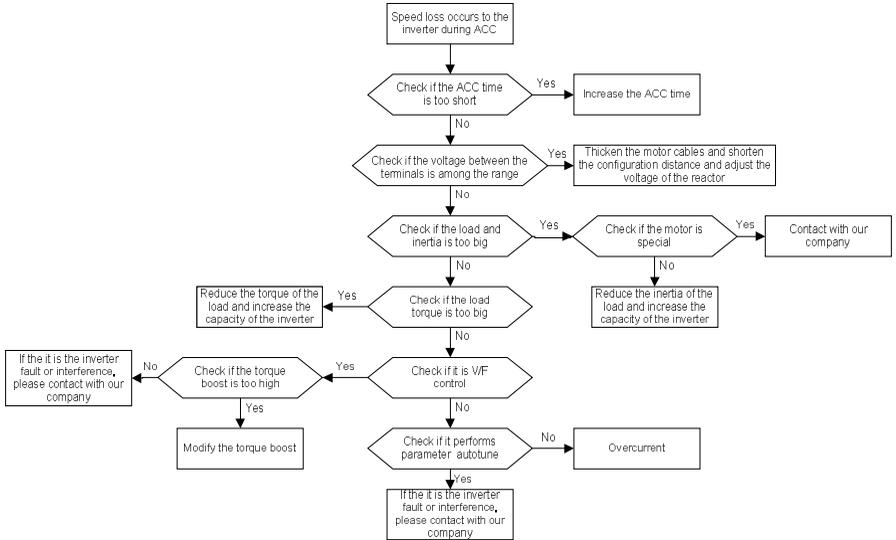 Speed loss occurs to the
inverter during ACC
Check if the ACC time
is too short
Yes
Increase the ACC time
No
Check if the voltage between the
terminals is among the range
Yes
Thicken the motor cables and shorten
the configuration distance and adjust the
voltage of the reactor
No
Check if the load and
inertia is too big
Yes
Check if the motor is
special
Yes
Contact with our
company
No
No
Reduce the torque of the
load and increase the
capacity of the inverter
Yes
Check if the load
torque is too big
Reduce the inertia of the
load and increase the
capacity of the inverter
No
If the it is the inverter
fault or interference,
please contact with our
company
No
Check if the torque
boost is too high
Yes
Check if it is V/F
control
Yes
No
Modify the torque boost
Check if it performs
parameter autotune
No
Overcurrent
Yes
If the it is the inverter
fault or interference,
please contact with our
company